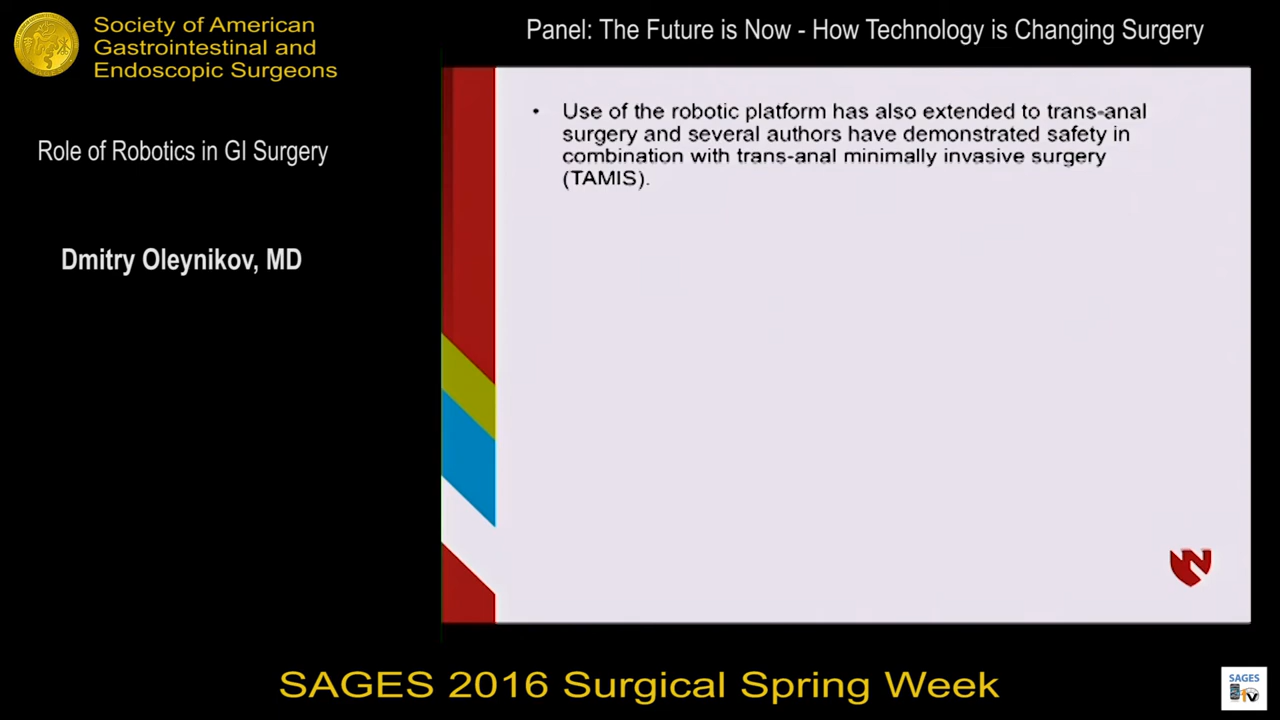 Society of American
Gastrointestinal and
Endoscopic Surgeons
Panel: The Future is Now - How Technology is Changing Surgery
Role of Robotics in GI Surgery
Dmitry Oleynikov, MD
• Use of the robotic platform has also extended to trans-anal
surgery and several authors have demonstrated safety in
combination with trans-anal minimally invasive surgery
(TAMIS).
SAGES 2016 Surgical Spring Week
SAGES
TV